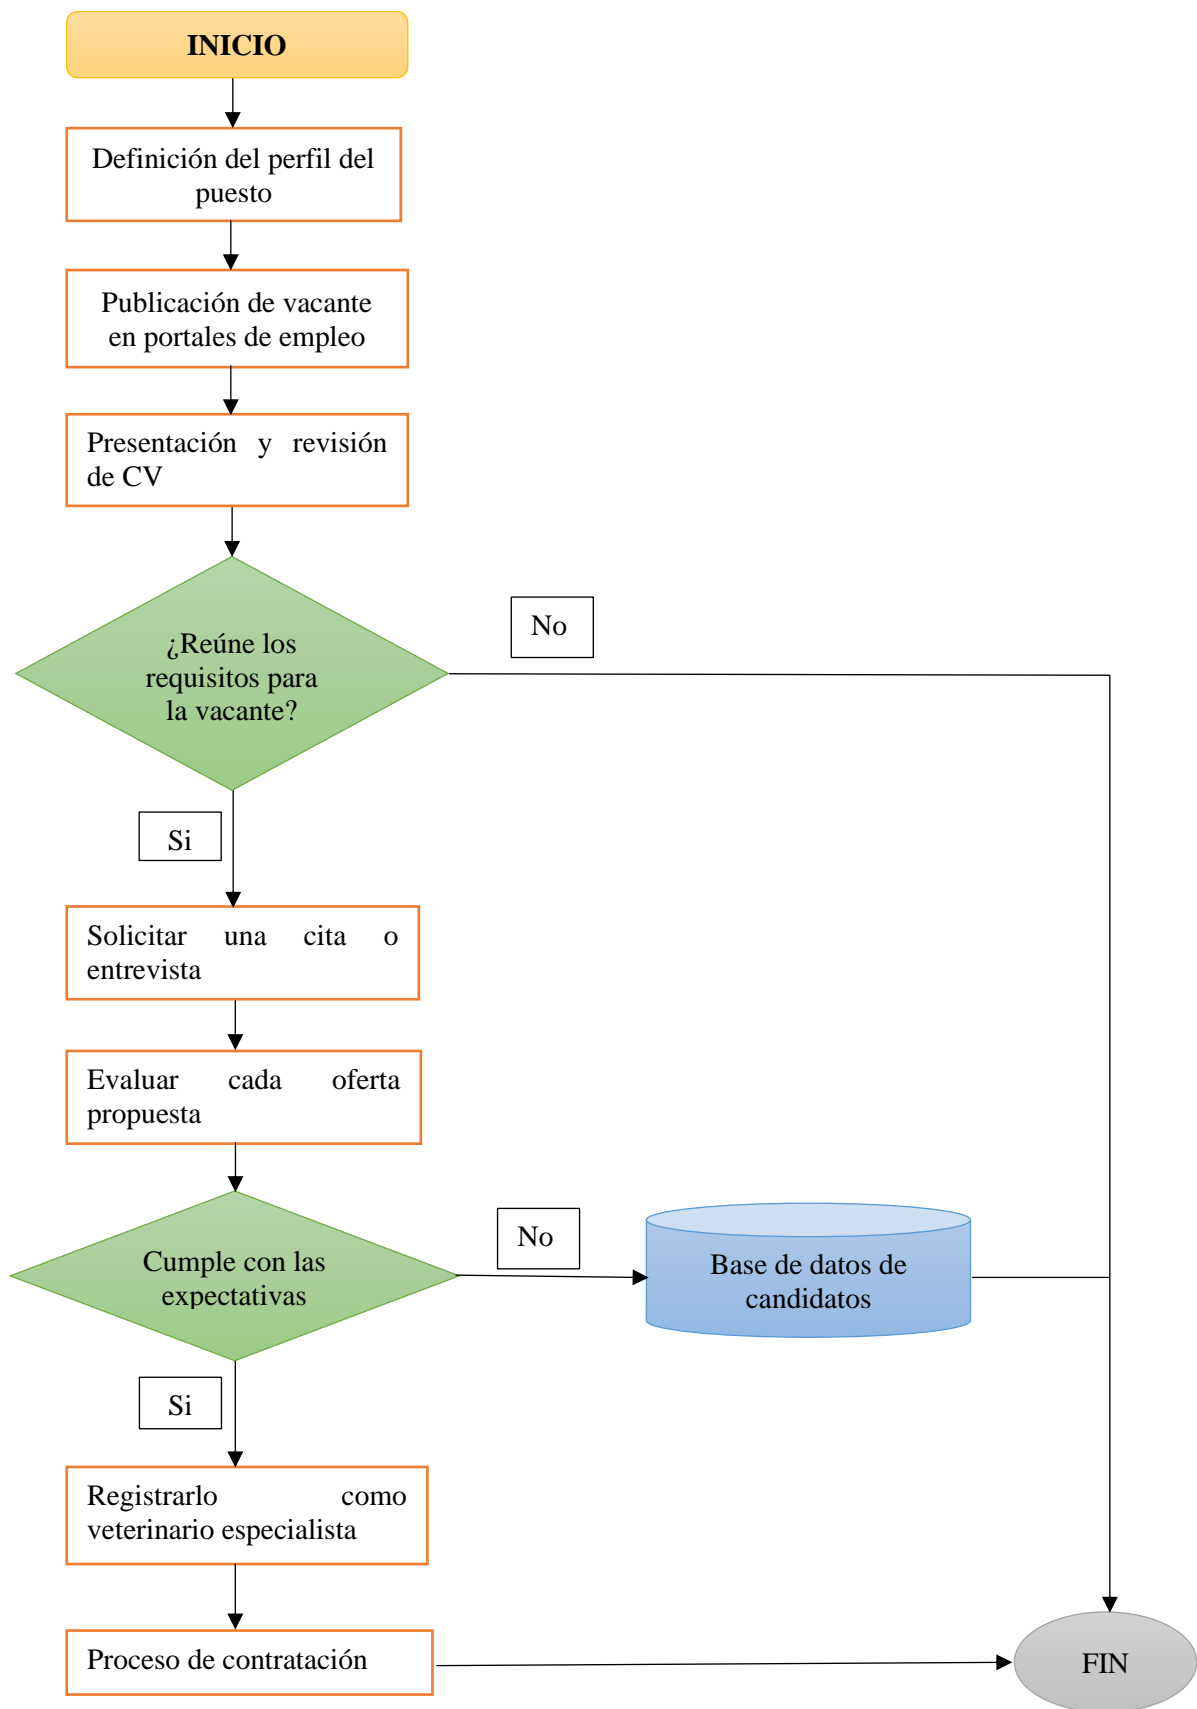 INICIO
Definición del perfil del
puesto
Publicación de vacante
en portales de empleo
Presentación y revisión
de CV
¿Reúne los
requisitos para
la vacante?
No
Si
Solicitar una cita o
entrevista
Evaluar cada oferta
propuesta
Cumple con las
expectativas
No
Base de datos de
candidatos
Si
Registrarlo como
veterinario especialista
Proceso de contratación
FIN